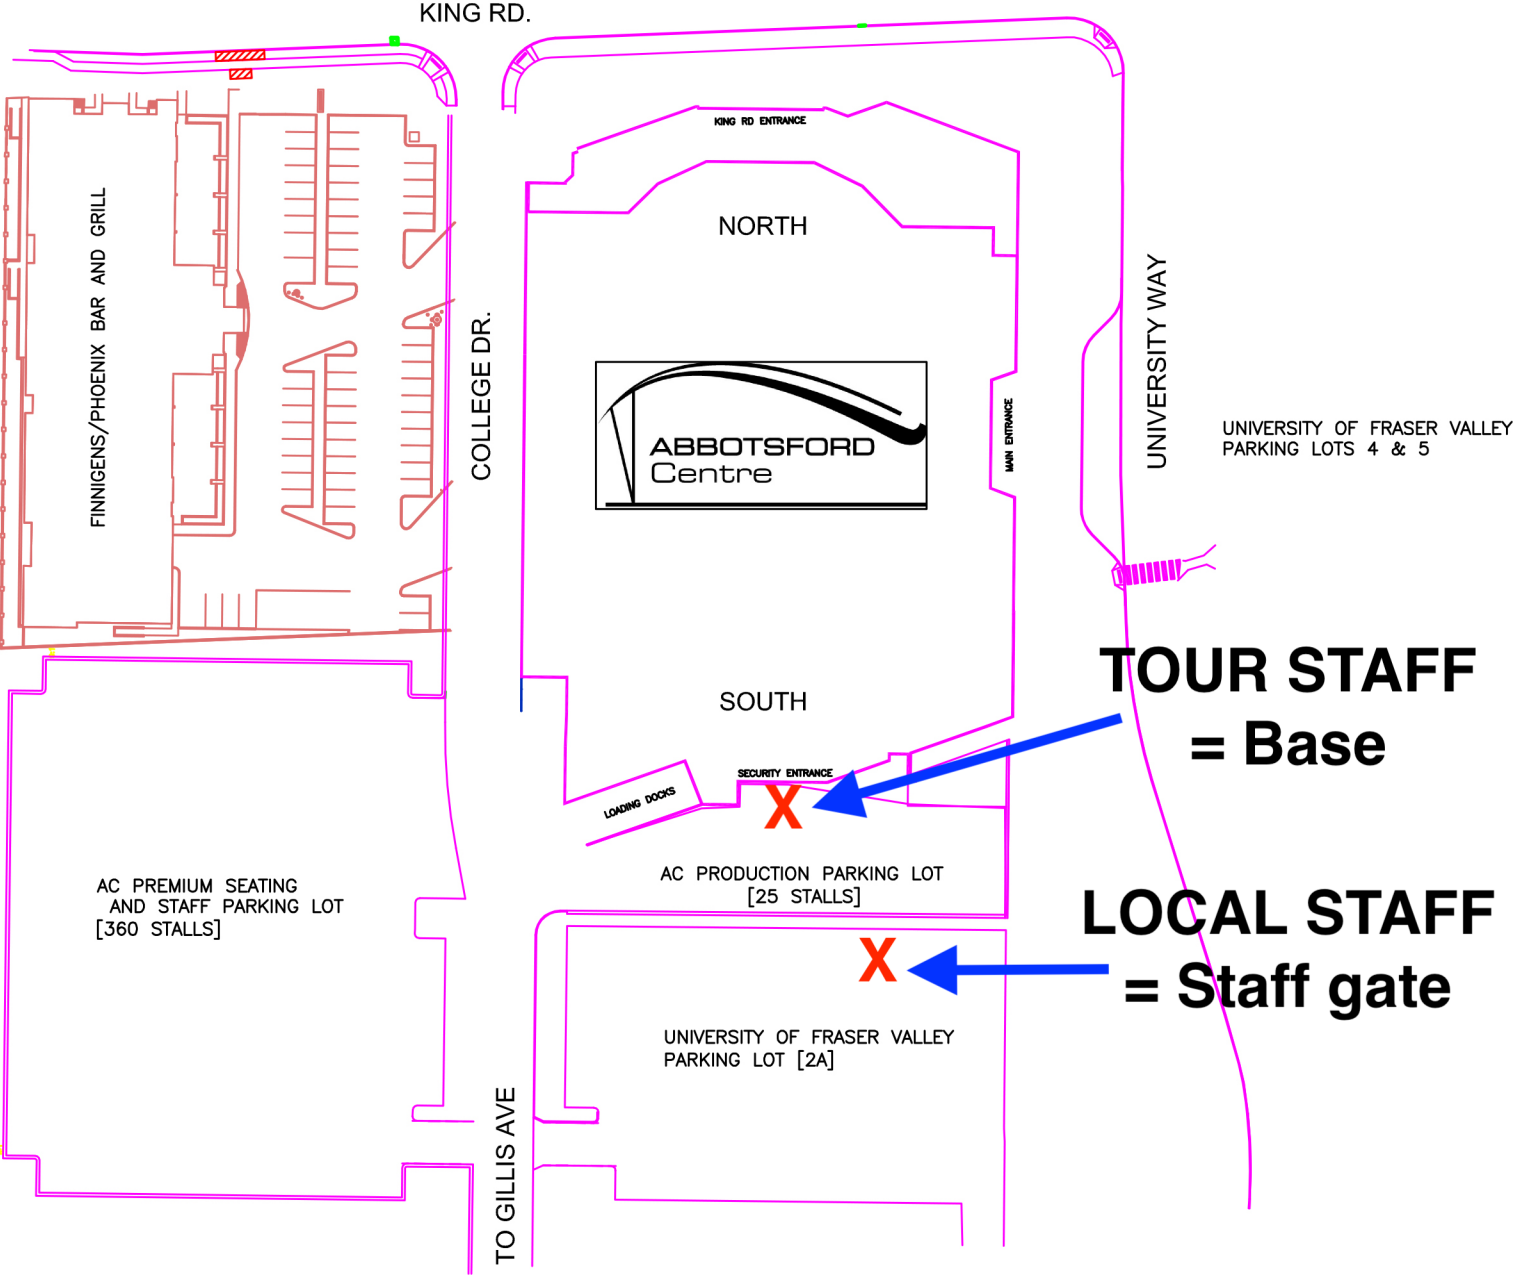 KING RD.
KING RD ENTRANCE
NORTH
FINNIGENS/PHOENIX BAR AND GRILL
COLLEGE DR.
UNIVERSITY WAY
ABBOTSFORD
Centre
MAIN ENTRANCE
UNIVERSITY OF FRASER VALLEY
PARKING LOTS 4 & 5
SOUTH
TOUR STAFF
= Base
SECURITY ENTRANCE
LOADING DOCKS
X
AC PRODUCTION PARKING LOT
[25 STALLS]
AC PREMIUM SEATING
AND STAFF PARKING LOT
[360 STALLS]
LOCAL STAFF
= Staff gate
X
UNIVERSITY OF FRASER VALLEY
PARKING LOT [2A]
TO GILLIS AVE